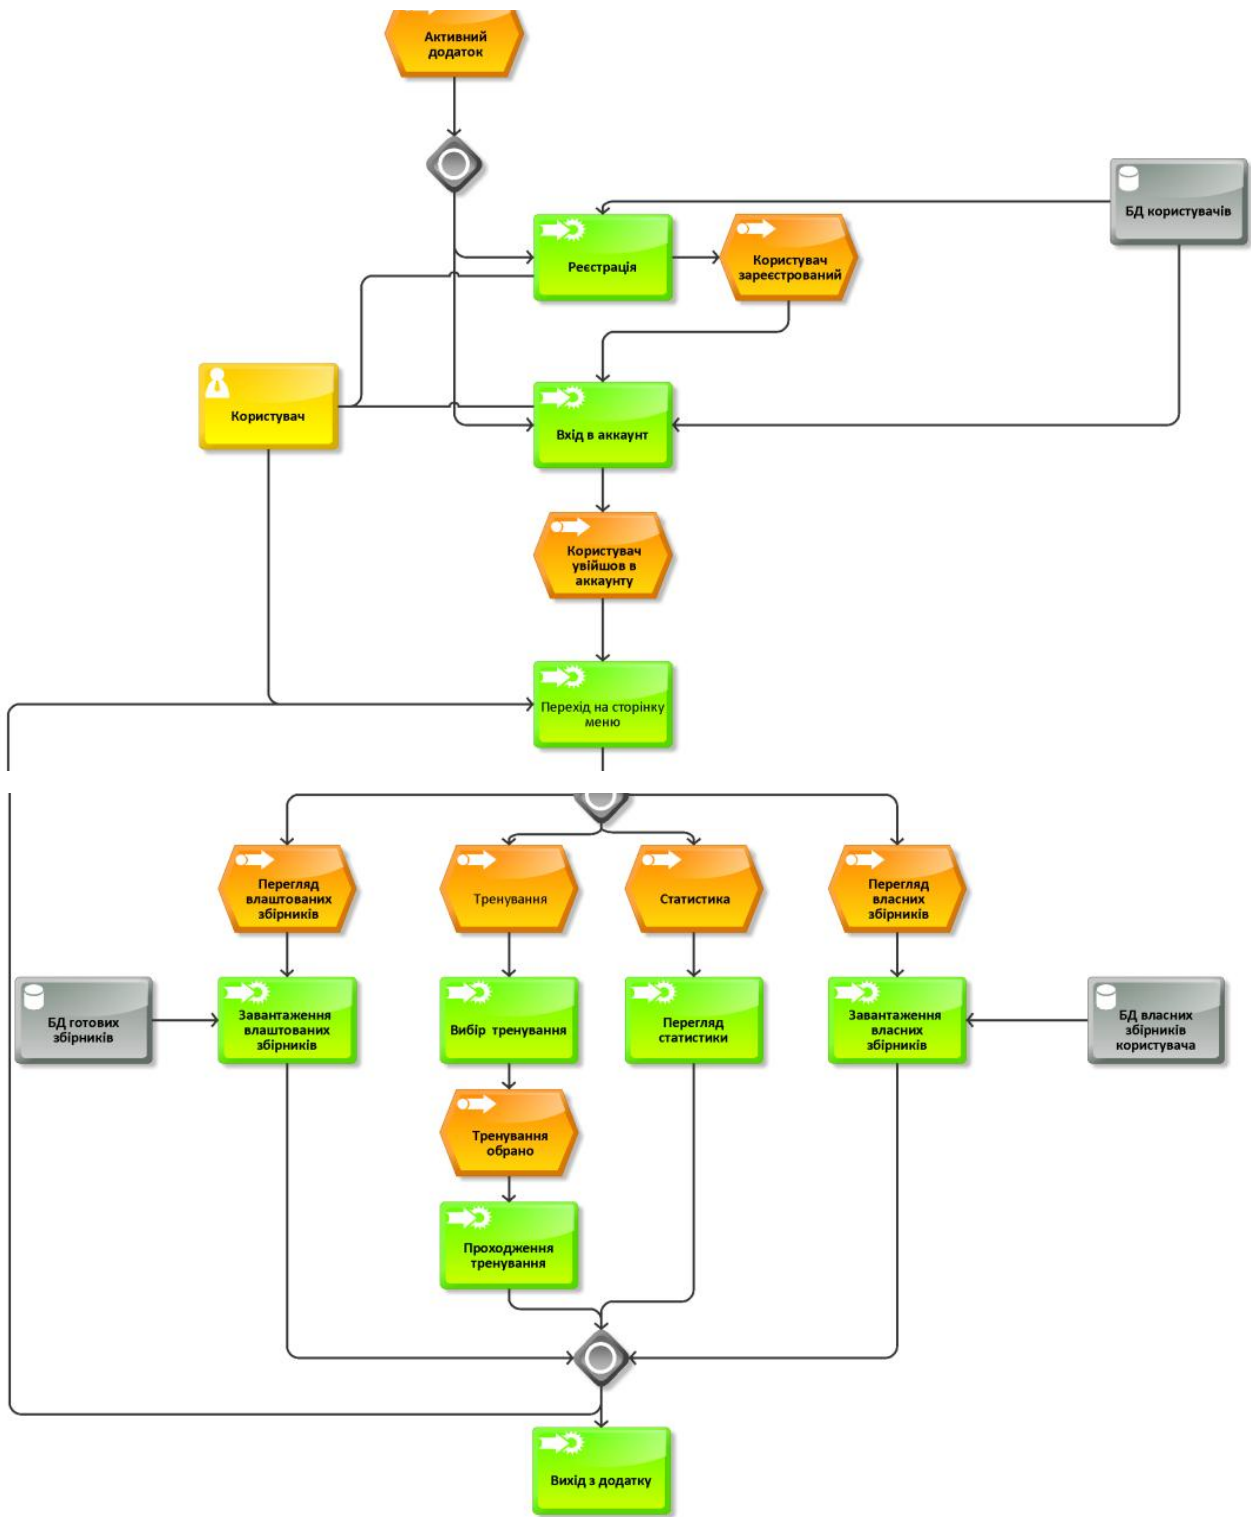 Активний
додаток
БД користувачів
Реєстрація
Користувач
зареєстрований
Користувач
Вхід в аккаунт
Користувач
увійшов в
аккаунту
Перехід на сторінку
меню
Перегляд
влаштованих
збірників
Тренування
Статистика
Перегляд
власних
збірників
БД готових
збірників
Завантаження
влаштованих
збірників
Вибір тренування
Перегляд
статистики
Завантаження
власних
збірників
БД власних
збірників
користувача
Тренування
обрано
Проходження
тренування
Вихід з додатку